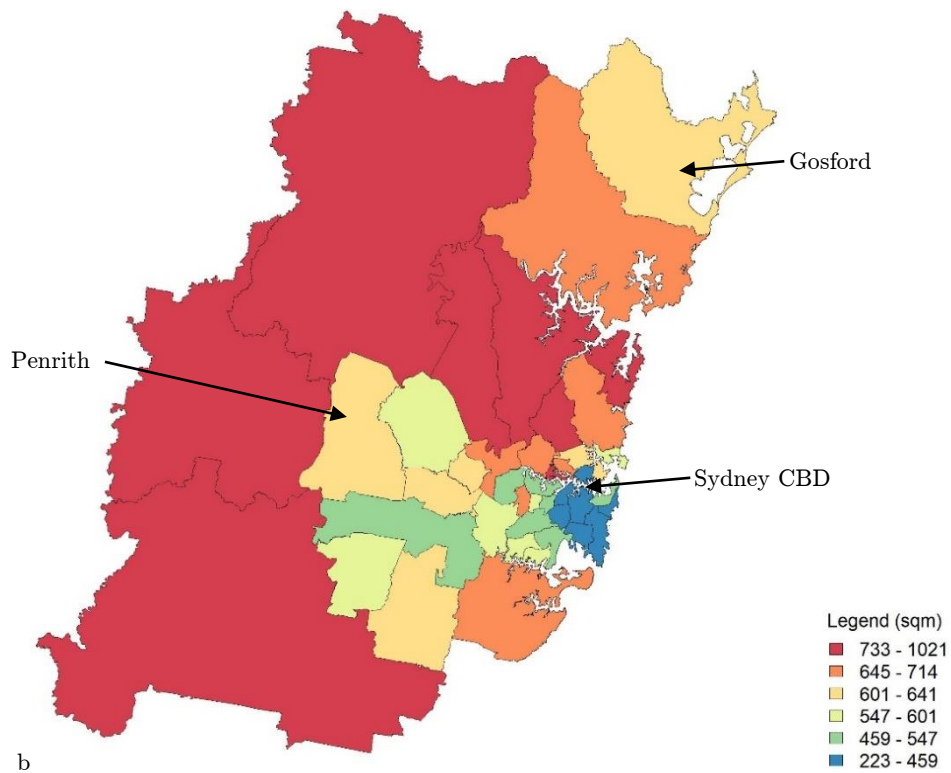 Gosford
Penrith
Sydney CBD
Legend (sqm)
733 - 1021
645 - 714
601 - 641
547 - 601
459 - 547
223 - 459
b